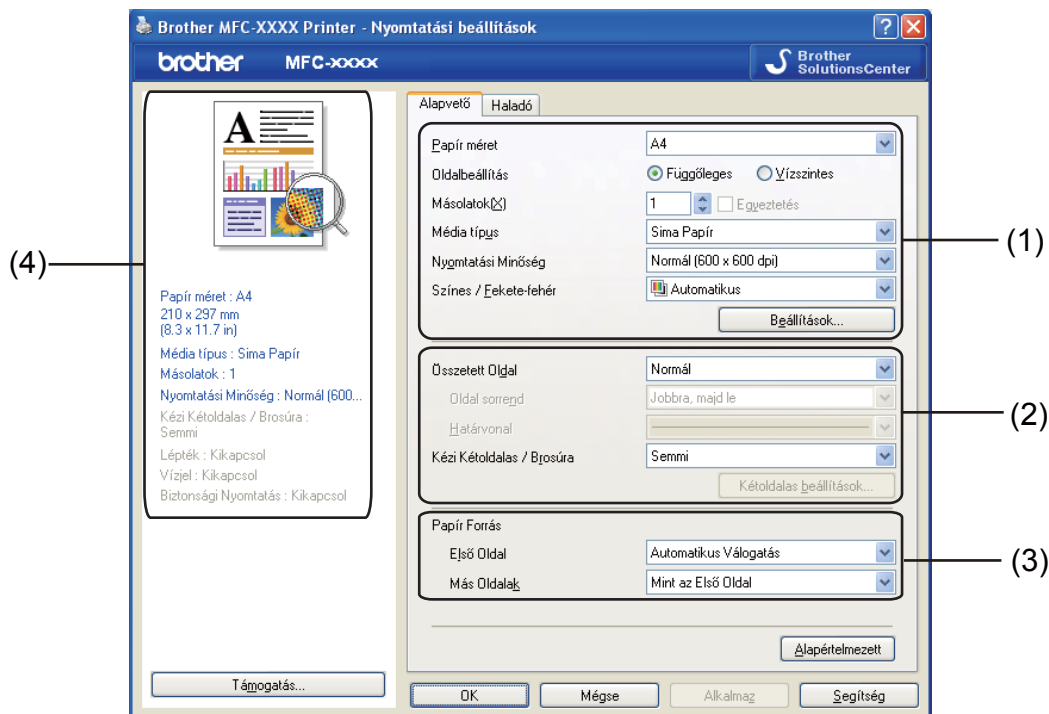 Brother MFC-XXXX Printer - Nyomtatási beállítások
brother MFC-xxxx
Brother
SolutionsCenter
(4)
A
Papír méret : A4
210 x 297 mm
(8.3 x 11.7 in)
Média típus : Sima Papír
Másolatok : 1
Nyomtatási Minőség : Normál (600...
Kézi Kétoldalas / Brosúra :
Semmi
Lépték : Kikapcsol
Vízjel : Kikapcsol
Biztonsági Nyomtatás : Kikapcsol
Támogatás...
Alapvető Haladó
Papír méret A4
Oldalbeállítás Függőleges Vízszintes
Másolatok(X) 1 Egyeztetés
Média típus Sima Papír
(1)
Nyomtatási Minőség Normál (600 x 600 dpi)
Színes / Fekete-fehér Automatikus
Beállítások...
Összetett Oldal Normál
Oldal sorrend Jobbra, majd le
(2)
Határvonal
Kézi Kétoldalas / Brosúra Semmi
Kétoldalas beállítások...
Papír Forrás
Első Oldal Automatikus Válogatás
(3)
Más Oldalak Mint az Első Oldal
Alapértelmezett
OK Mégse Alkalmaz Segítség